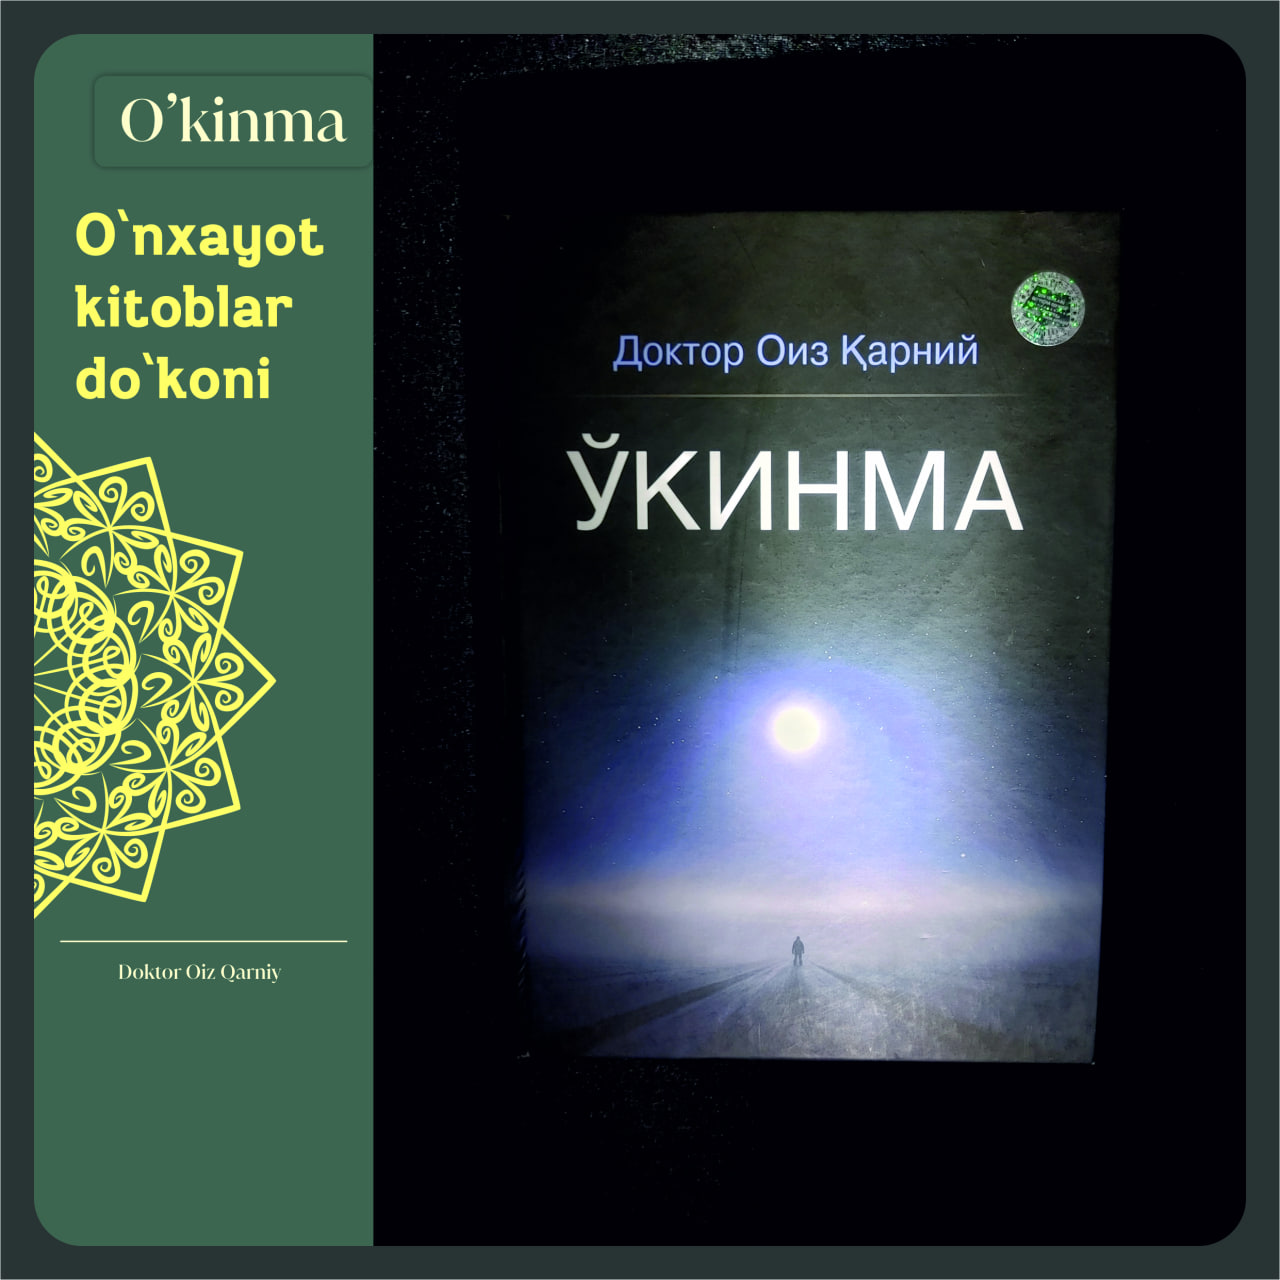 O’kinma
O`nxayot
kitoblar
do`koni
Doktor Oiz Qarniy
Доктор Оиз Қарний
ЎКИНМА